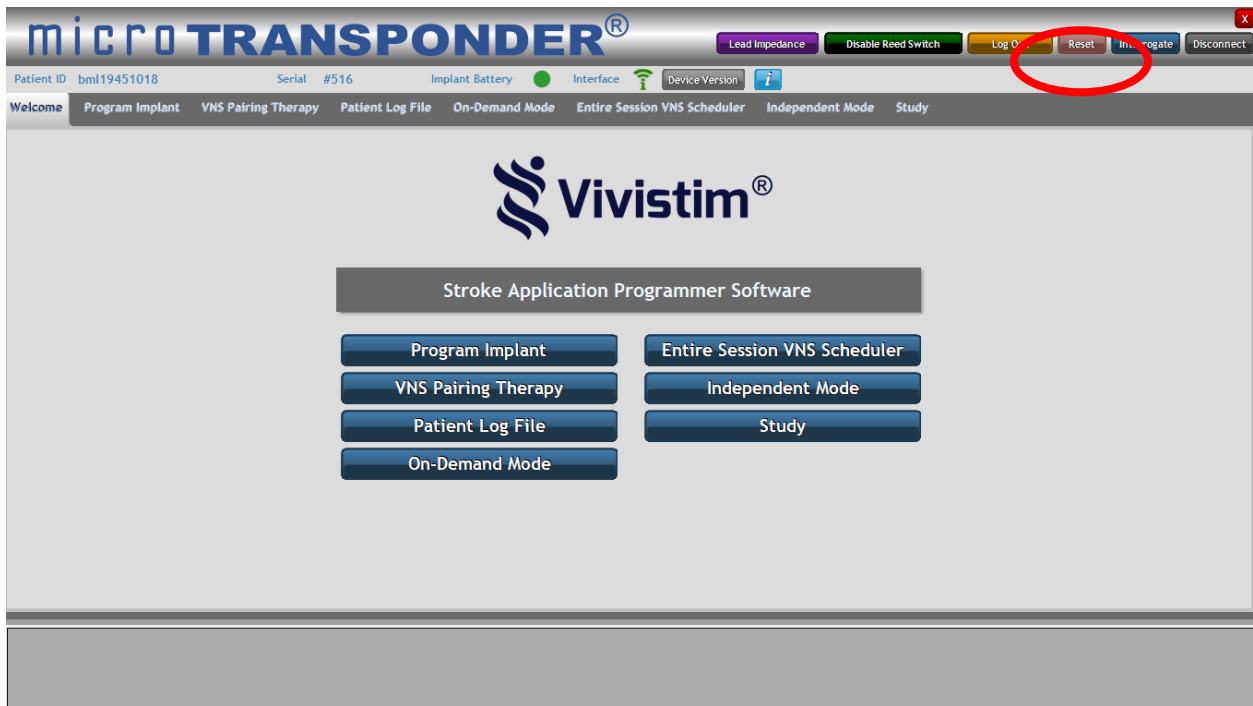 microTRANSPONDER®
X
Lead Impedance Disable Reed Switch Log Reset Disconnect
Patient ID bml19451018 Serial #516 Implant Battery Interface Device Version i
Welcome Program Implant VNS Pairing Therapy Patient Log File On-Demand Mode Entire Session VNS Scheduler Independent Mode Study
Vivistim®
Stroke Application Programmer Software
Program Implant Entire Session VNS Scheduler
VNS Pairing Therapy Independent Mode
Patient Log File Study
On-Demand Mode